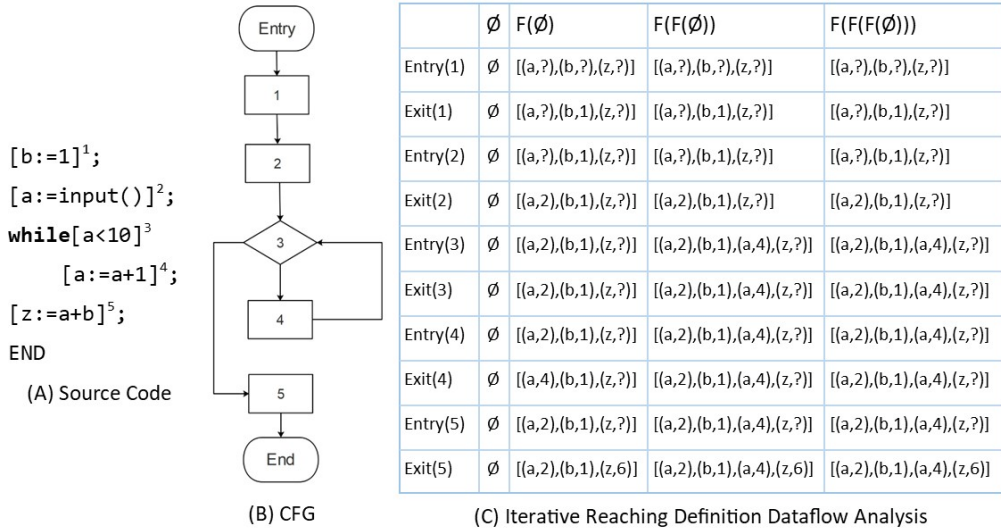 [b:=1]¹;
[a:=input()]²;
while[a<10]³
[a:=a+1]⁴;
[z:=a+b]⁵;
END
(A) Source Code
Entry
1
2
3
4
5
End
(B) CFG
Ø F(Ø) F(F(Ø)) F(F(F(Ø)))
Entry(1) Ø [(a,?),(b,?),(z,?)] [(a,?),(b,?),(z,?)] [(a,?),(b,?),(z,?)]
Exit(1) Ø [(a,?),(b,1),(z,?)] [(a,?),(b,1),(z,?)] [(a,?),(b,1),(z,?)]
Entry(2) Ø [(a,?),(b,1),(z,?)] [(a,?),(b,1),(z,?)] [(a,?),(b,1),(z,?)]
Exit(2) Ø [(a,2),(b,1),(z,?)] [(a,2),(b,1),(z,?)] [(a,2),(b,1),(z,?)]
Entry(3) Ø [(a,2),(b,1),(z,?)] [(a,2),(b,1),(a,4),(z,?)] [(a,2),(b,1),(a,4),(z,?)]
Exit(3) Ø [(a,2),(b,1),(z,?)] [(a,2),(b,1),(a,4),(z,?)] [(a,2),(b,1),(a,4),(z,?)]
Entry(4) Ø [(a,2),(b,1),(z,?)] [(a,2),(b,1),(a,4),(z,?)] [(a,2),(b,1),(a,4),(z,?)]
Exit(4) Ø [(a,4),(b,1),(z,?)] [(a,2),(b,1),(a,4),(z,?)] [(a,2),(b,1),(a,4),(z,?)]
Entry(5) Ø [(a,2),(b,1),(z,?)] [(a,2),(b,1),(a,4),(z,?)] [(a,2),(b,1),(a,4),(z,?)]
Exit(5) Ø [(a,2),(b,1),(z,6)] [(a,2),(b,1),(a,4),(z,6)] [(a,2),(b,1),(a,4),(z,6)]
(C) Iterative Reaching Definition Dataflow Analysis